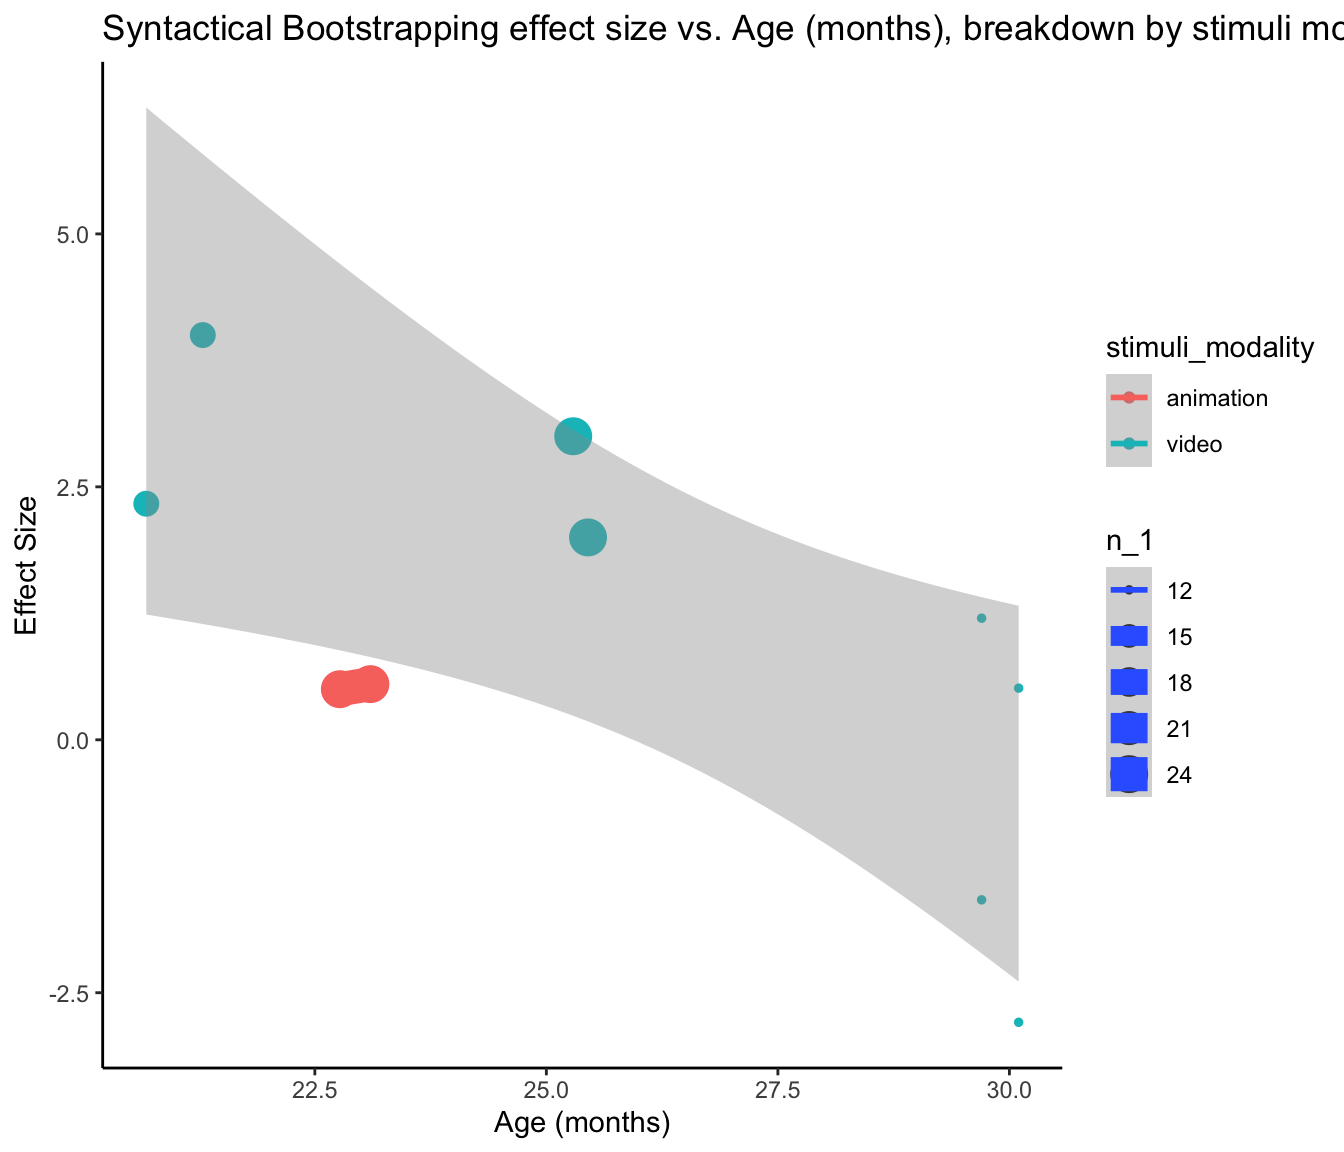 Syntactical Bootstrapping effect size vs. Age (months), breakdown by stimuli
5.0
2.5
0.0
-2.5
Effect Size
22.5 25.0 27.5 30.0
Age (months)
stimuli_modality
animation
video
n_1
12
15
18
21
24